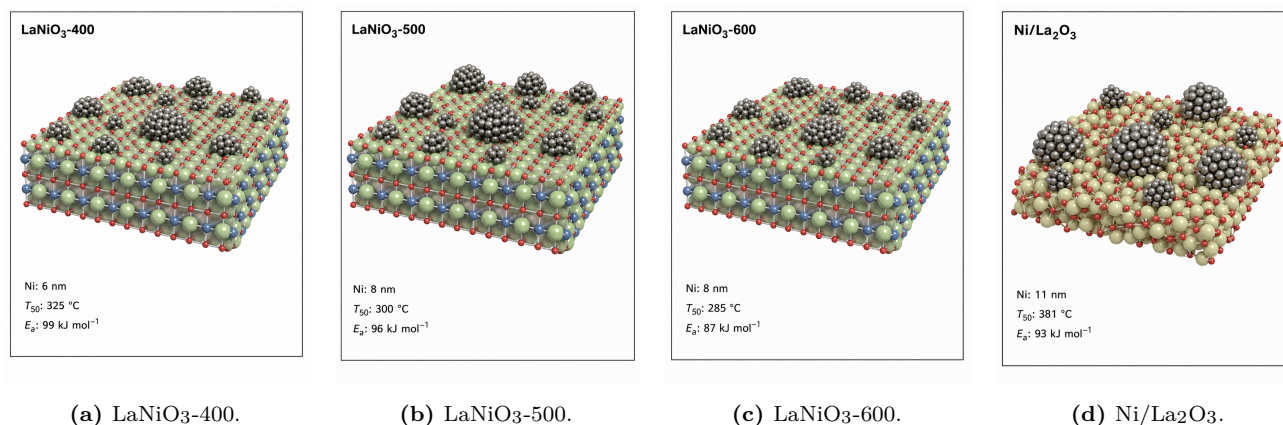 LaNiO₃-400
Ni: 6 nm
T₅₀: 325 °C
Eₐ: 99 kJ mol⁻¹
(a) LaNiO₃-400.
LaNiO₃-500
Ni: 8 nm
T₅₀: 300 °C
Eₐ: 96 kJ mol⁻¹
(b) LaNiO₃-500.
LaNiO₃-600
Ni: 8 nm
T₅₀: 285 °C
Eₐ: 87 kJ mol⁻¹
(c) LaNiO₃-600.
Ni/La₂O₃
Ni: 11 nm
T₅₀: 381 °C
Eₐ: 93 kJ mol⁻¹
(d) Ni/La₂O₃.